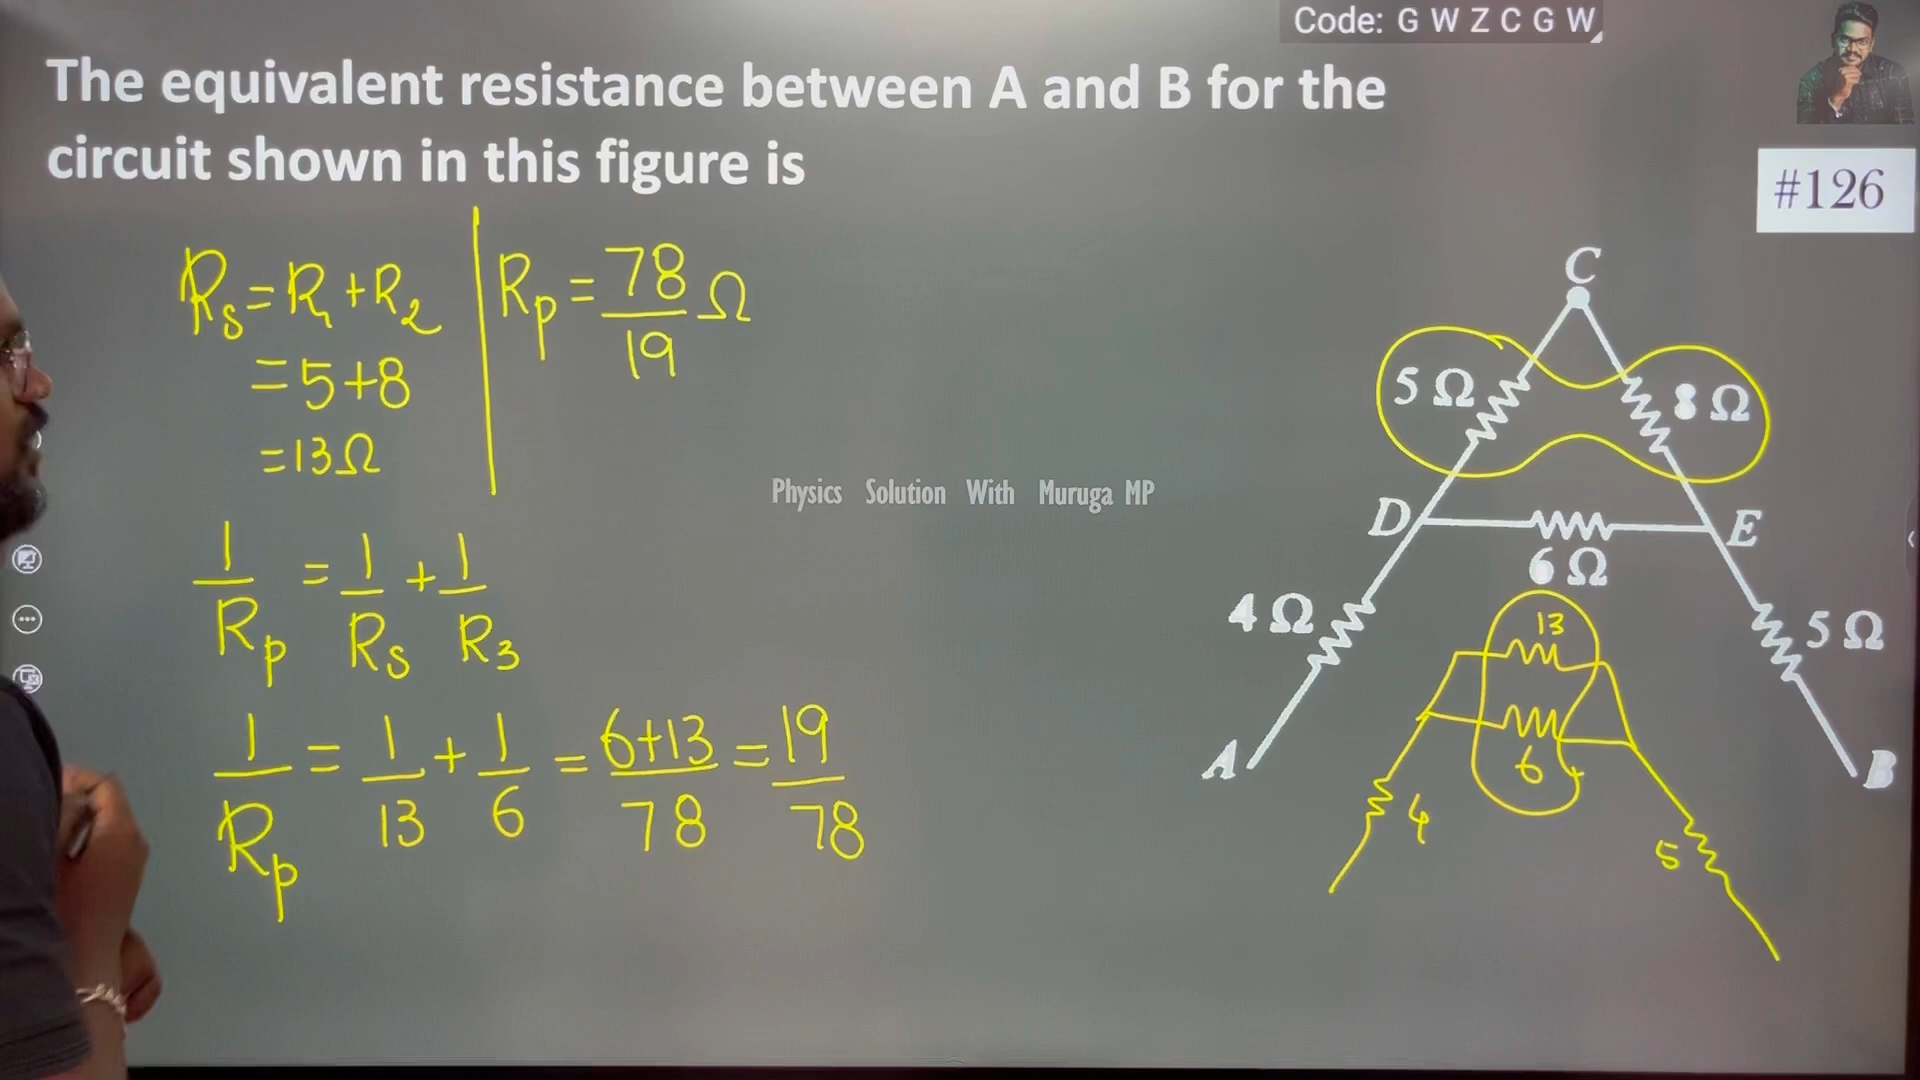 Code: G W Z C G W
The equivalent resistance between A and B for the
circuit shown in this figure is
#126
Rs = R1 + R2
= 5+8
= 13Ω
Rp = 78/19 Ω
1/Rp = 1/Rs + 1/R3
1/Rp = 1/13 + 1/6 = 6+13/78 = 19/78
Physics Solution With Muruga MP
C
5 Ω
8 Ω
D
E
6 Ω
4 Ω
5 Ω
A
B
13
6
4
5